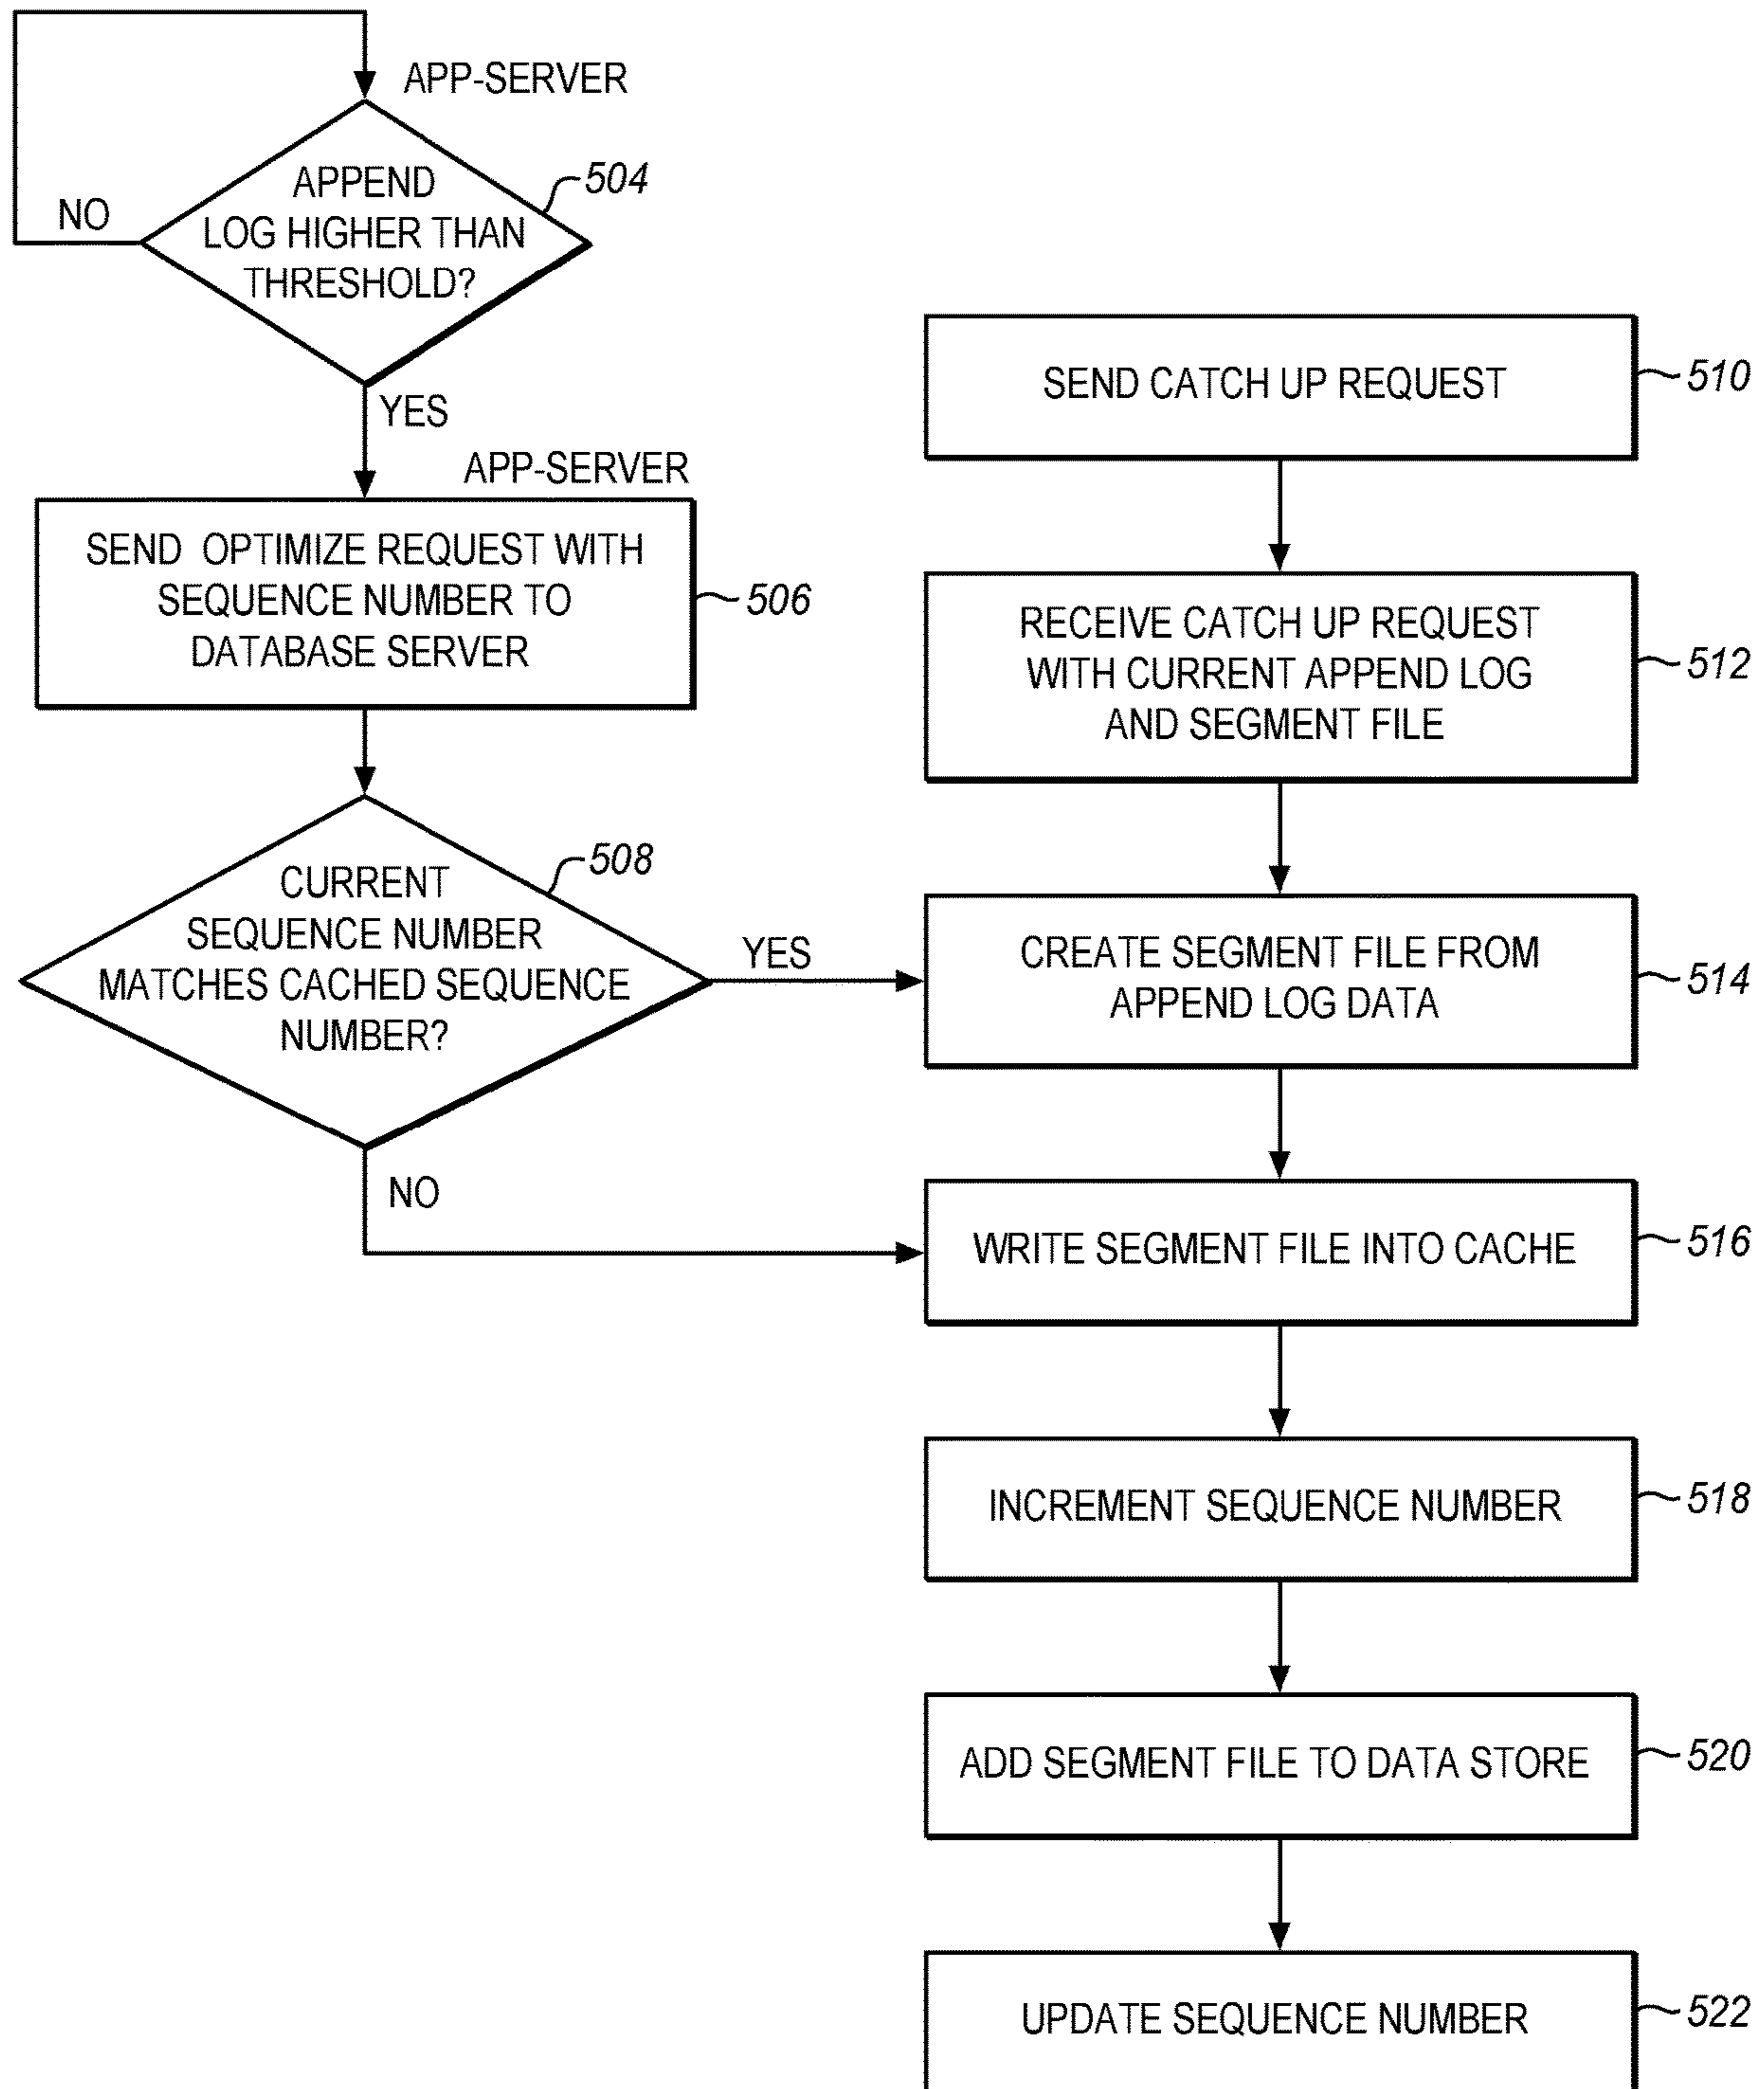 APP-SERVER
APPEND
LOG HIGHER THAN
THRESHOLD?
504
NO
YES
APP-SERVER
SEND OPTIMIZE REQUEST WITH
SEQUENCE NUMBER TO
DATABASE SERVER
506
CURRENT
SEQUENCE NUMBER
MATCHES CACHED SEQUENCE
NUMBER?
508
YES
NO
SEND CATCH UP REQUEST
510
RECEIVE CATCH UP REQUEST
WITH CURRENT APPEND LOG
AND SEGMENT FILE
512
CREATE SEGMENT FILE FROM
APPEND LOG DATA
514
WRITE SEGMENT FILE INTO CACHE
516
INCREMENT SEQUENCE NUMBER
518
ADD SEGMENT FILE TO DATA STORE
520
UPDATE SEQUENCE NUMBER
522